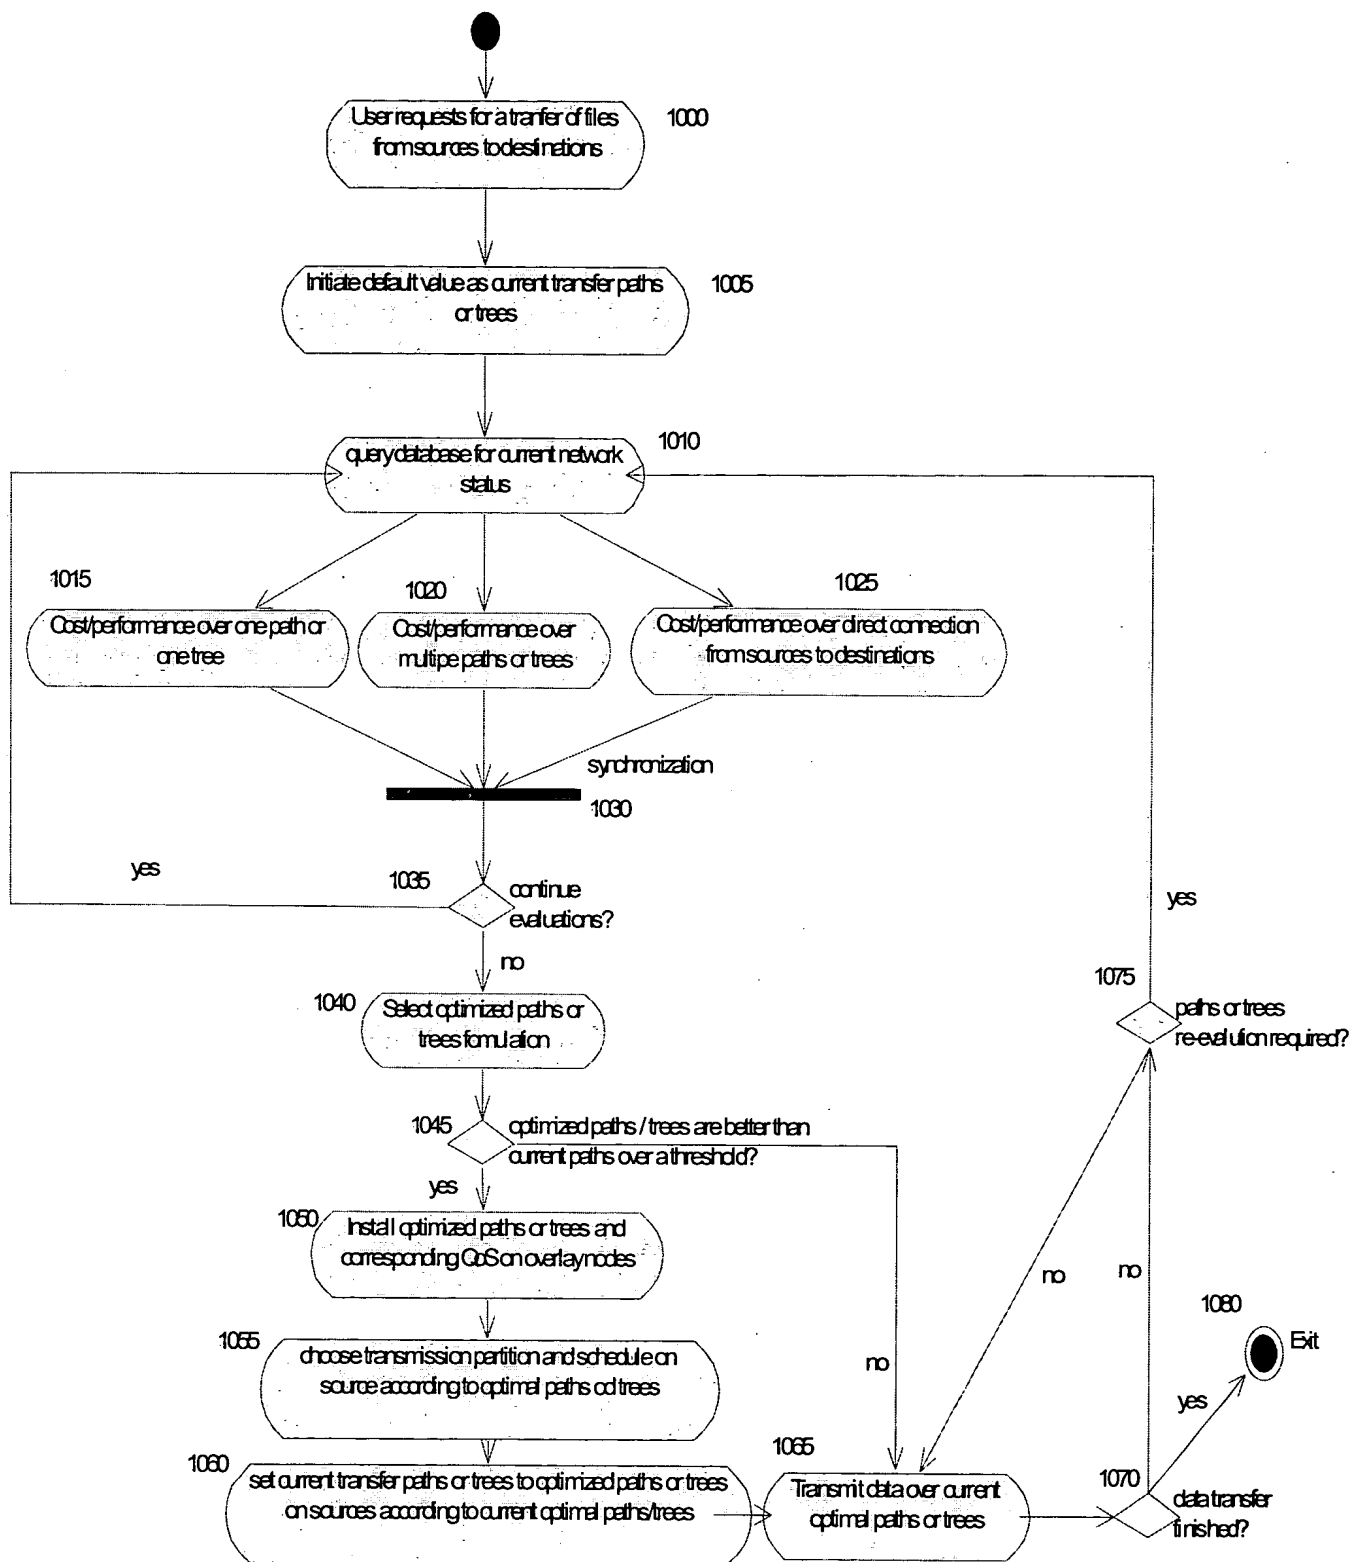 User requests for a tranfer of files
from sources to destinations
1000
Initiate default value as current transfer paths
or trees
1005
query database for current network
status
1010
1015
1020
1025
Cost/performance over one path or
one tree
Cost/performance over
multipe paths or trees
Cost/performance over direct connection
from sources to destinations
synchronization
1030
yes
1035
continue
evaluations?
no
yes
1040
Select optimized paths or
trees fomulation
1075
paths or trees
re-evalution required?
1045
optimized paths / trees are better than
current paths over a threshold?
yes
1050
Install optimized paths or trees and
corresponding QoS on overlay nodes
no
no
1080
Exit
1055
choose transmission partition and schedule on
source according to optimal paths od trees
no
yes
1060
set current transfer paths or trees to optimized paths or trees
on sources according to current optimal paths/trees
1065
Transmit data over current
optimal paths or trees
1070
data transfer
finished?